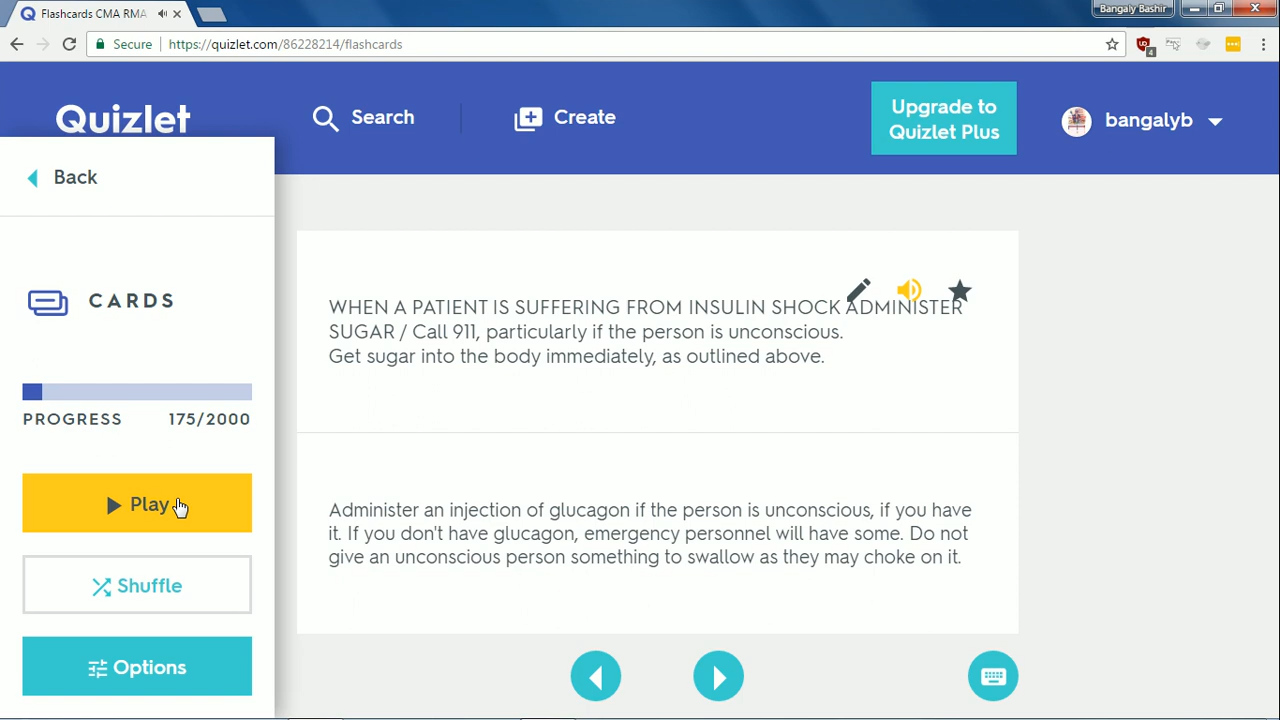 Flashcards CMA RMA
Bangaly Bashir
Secure
https://quizlet.com/86228214/flashcards
4
Quizlet
Search
Create
Upgrade to
Quizlet Plus
bangalyb
Back
CARDS
PROGRESS 175/2000
Play
Shuffle
Options
WHEN A PATIENT IS SUFFERING FROM INSULIN SHOCK ADMINISTER
SUGAR / Call 911, particularly if the person is unconscious.
Get sugar into the body immediately, as outlined above.
Administer an injection of glucagon if the person is unconscious, if you have
it. If you don't have glucagon, emergency personnel will have some. Do not
give an unconscious person something to swallow as they may choke on it.